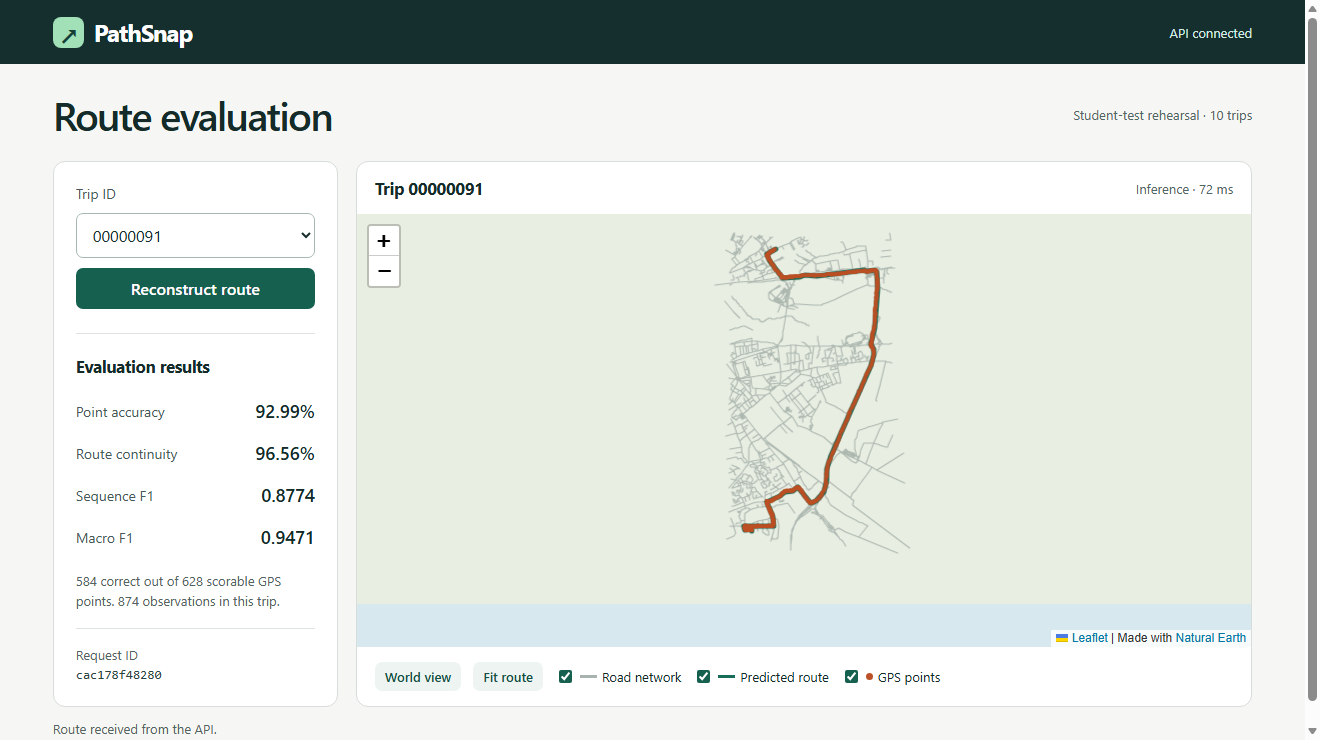 PathSnap
API connected
Route evaluation
Student-test rehearsal · 10 trips
Trip ID
00000091
Reconstruct route
Evaluation results
Point accuracy 92.99%
Route continuity 96.56%
Sequence F1 0.8774
Macro F1 0.9471
584 correct out of 628 scorable GPS
points. 874 observations in this trip.
Request ID
cac178f48280
Trip 00000091
Inference · 72 ms
+
−
Leaflet | Made with Natural Earth
World view Fit route Road network Predicted route GPS points
Route received from the API.